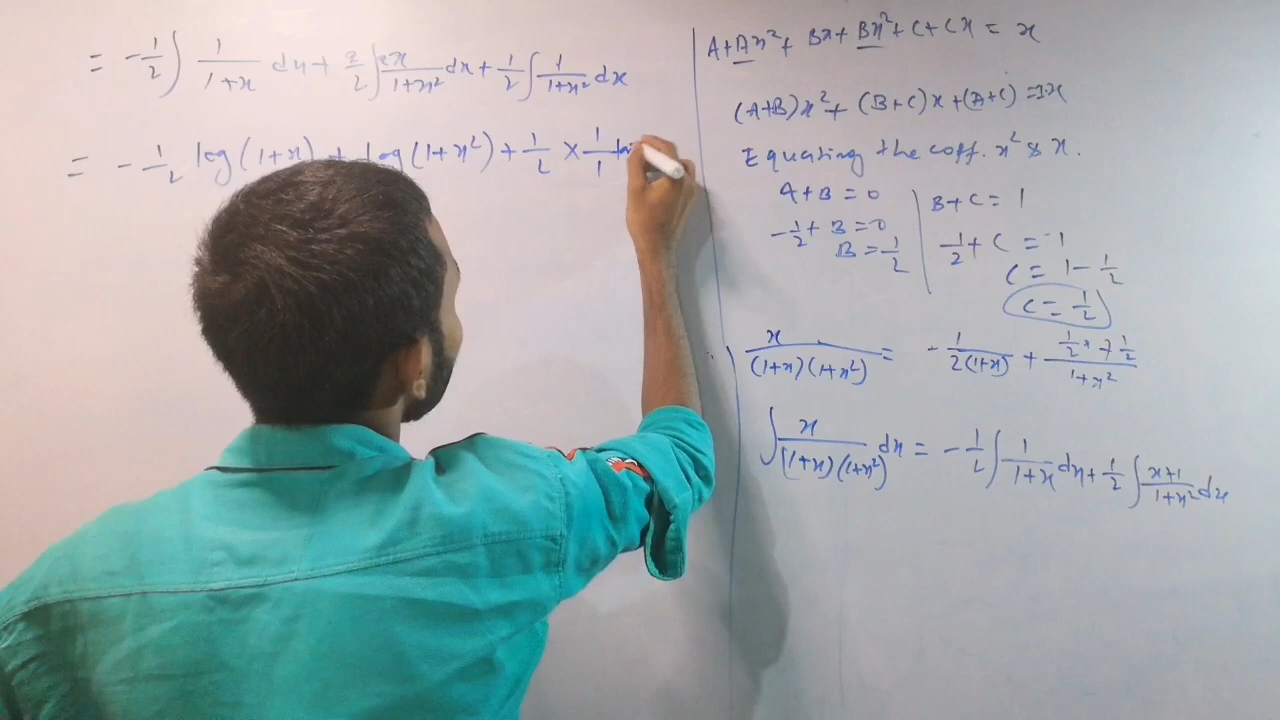 = -1/2 ∫ 1/(1+x) dx + 2/2 ∫ 2x/(1+x²) dx + 1/2 ∫ 1/(1+x²) dx
= -1/2 log(1+x) + log(1+x²) + 1/2 × 1/1
A+Ax²+ Bx+Bx²+C+Cx = x
(A+B)x²+(B+C)x+(A+C)=1x
Equating the coff. x² & x.
A+B=0
-1/2+B=0
B=1/2
B+C=1
1/2+C=1
C=1-1/2
C=1/2
x/((1+x)(1+x²)) = -1/(2(1+x)) + (1/2 x + 1/2)/(1+x²)
∫ x/((1+x)(1+x²)) dx = -1/2 ∫ 1/(1+x) dx + 1/2 ∫ (x+1)/(1+x²) dx